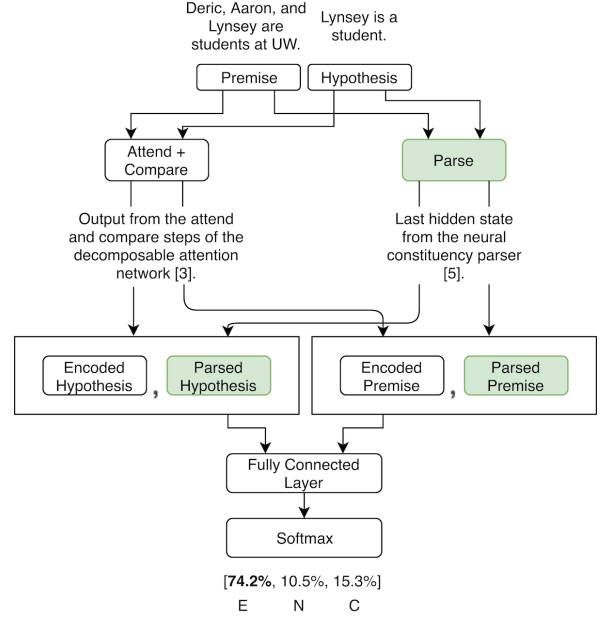 Deric, Aaron, and
Lynsey are
students at UW.
Lynsey is a
student.
Premise
Hypothesis
Attend +
Compare
Parse
Output from the attend
and compare steps of the
decomposable attention
network [3].
Last hidden state
from the neural
constituency parser
[5].
Encoded
Hypothesis
,
Parsed
Hypothesis
Encoded
Premise
,
Parsed
Premise
Fully Connected
Layer
Softmax
[74.2%, 10.5%, 15.3%]
E N C